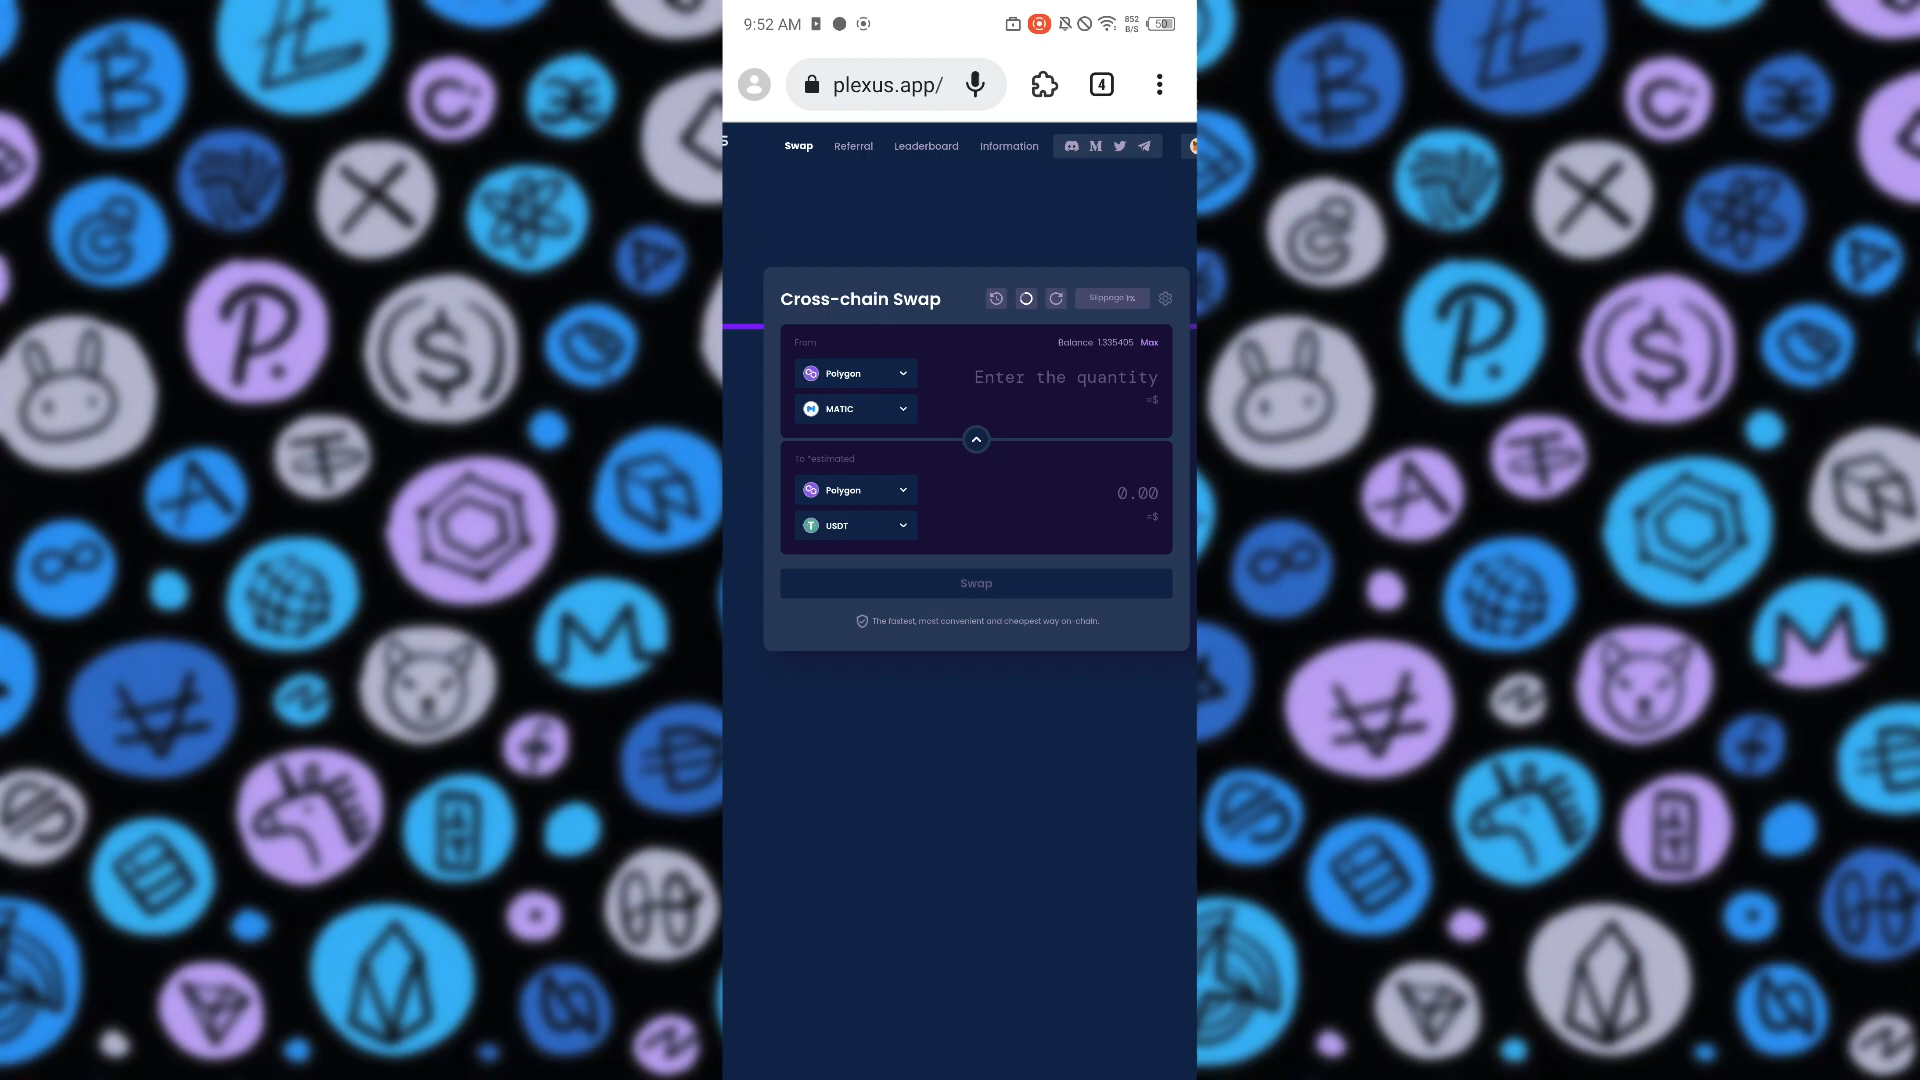 9:52 AM
852
B/S
50
plexus.app/
4
Swap Referral Leaderboard Information
Cross-chain Swap
Slippage 1%
From
Balance 1.335405 Max
Polygon
Enter the quantity
≈$
MATIC
To *estimated
Polygon
0.00
≈$
USDT
Swap
The fastest, most convenient and cheapest way on-chain.